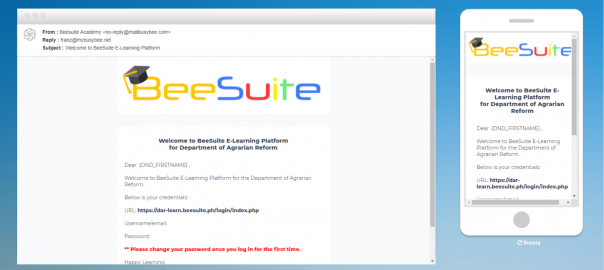 From : Beesuite Academy <no-reply@mailbusybee.com>
Reply : franz@mybusybee.net
Subject : Welcome to BeeSuite E-Learning Platform
BeeSuite
Welcome to BeeSuite E-Learning Platform
for Department of Agrarian Reform
Dear {DND_FIRSTNAME} ,
Welcome to BeeSuite E-Learning Platform for the Department of Agrarian
Reform.
Below is your credentials:
URL: https://dar-learn.beesuite.ph/login/index.php
Username/email:
Password:
** Please change your password once you log in for the first time.
Happy Learning
BeeSuite
Welcome to BeeSuite E-
Learning Platform
for Department of Agrarian
Reform
Dear {DND_FIRSTNAME} ,
Welcome to BeeSuite E-Learning
Platform for the Department of
Agrarian Reform.
Below is your credentials:
URL: https://dar-
learn.beesuite.ph/login/index.php
Rotate